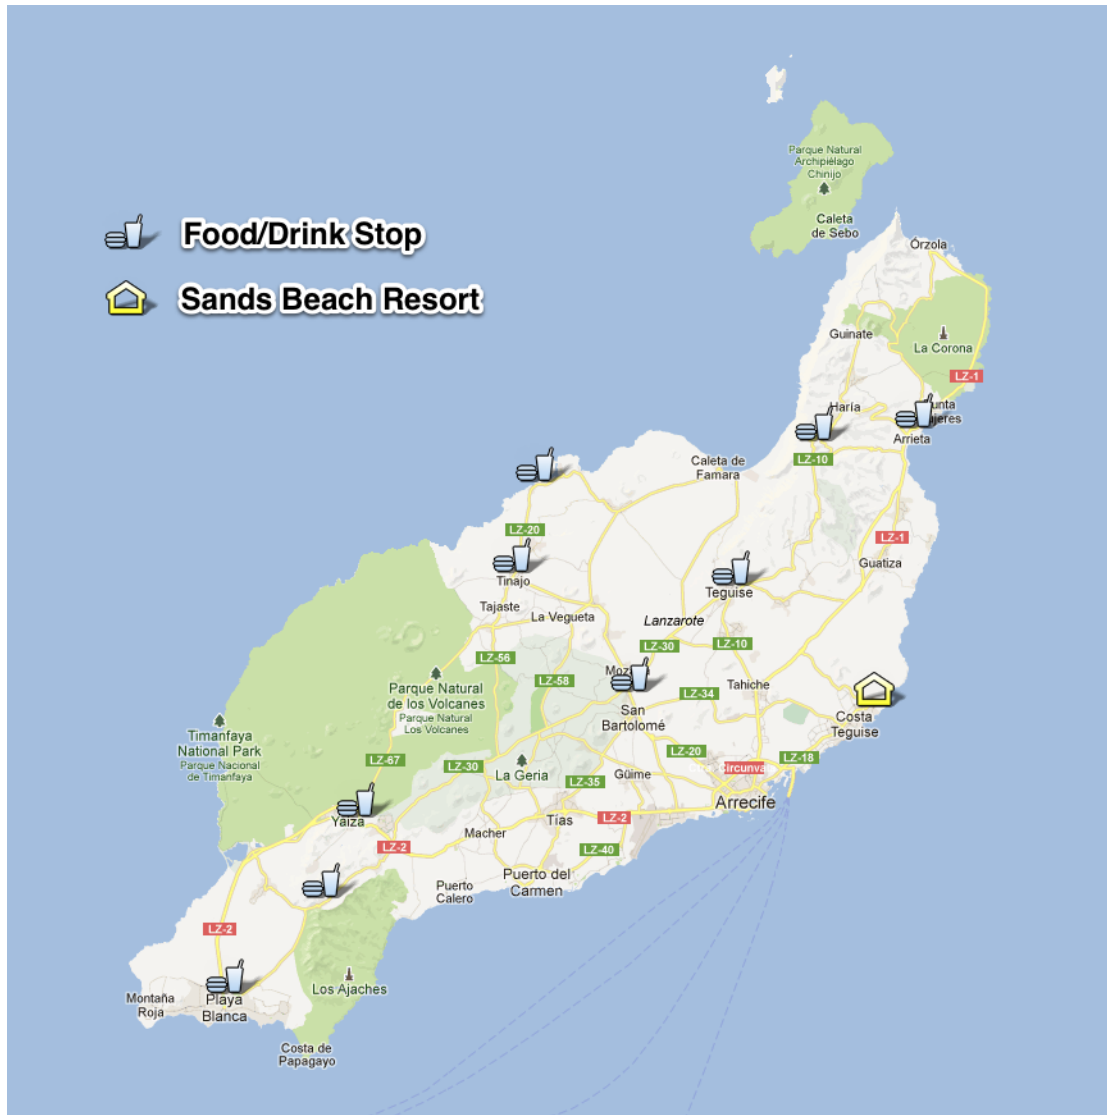 Parque Natural
Archipiélago
Chinijo
Caleta
de Sebo
Food/Drink Stop
Sands Beach Resort
Órzola
Guinate
La Corona
LZ-1
Haría
Arrieta
LZ-10
Caleta de
Famara
LZ-20
LZ-1
Guatiza
Tinajo
Teguise
Tajaste
La Vegueta
Lanzarote
LZ-30
LZ-10
LZ-56
LZ-58
LZ-34
Tahiche
Parque Natural
de los Volcanes
Parque Natural
Los Volcanes
San
Bartolomé
Costa
Teguise
Timanfaya
National Park
Parque Nacional
de Timanfaya
LZ-67
LZ-30
La Geria
LZ-20
LZ-18
Güime
LZ-35
Circunva
Arrecife
Yaiza
LZ-2
Macher
Tías
LZ-2
LZ-40
Puerto del
Carmen
Puerto
Calero
LZ-2
Los Ajaches
Montaña
Roja
Playa
Blanca
Costa de
Papagayo